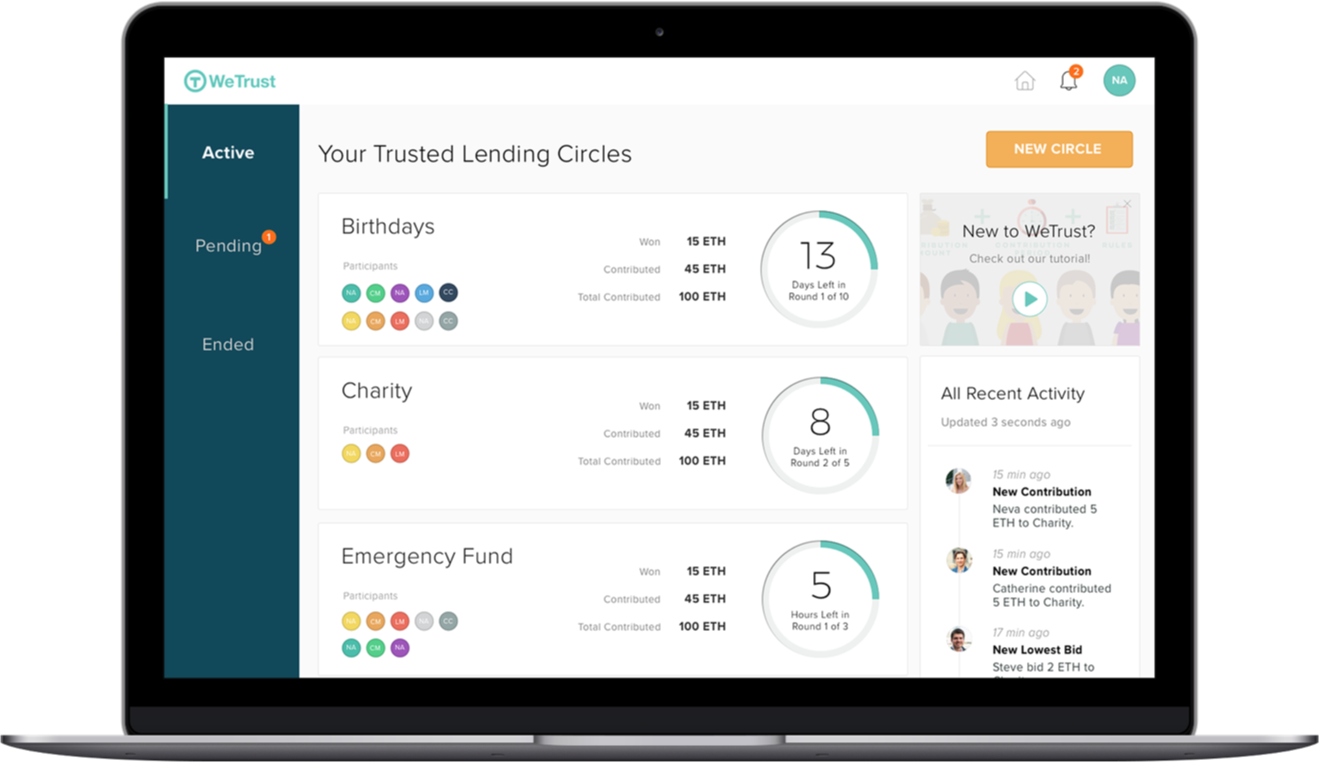 WeTrust
2
NA
Active
Pending
1
Ended
Your Trusted Lending Circles
NEW CIRCLE
Birthdays
Participants
NA CM NA LM CC
NA CM LM NA CC
Won 15 ETH
Contributed 45 ETH
Total Contributed 100 ETH
13
Days Left in
Round 1 of 10
New to WeTrust?
Check out our tutorial!
CONTRIBUTION
RULES
Charity
Participants
NA CM LM
Won 15 ETH
Contributed 45 ETH
Total Contributed 100 ETH
8
Days Left in
Round 2 of 5
Emergency Fund
Participants
NA CM LM NA CC
NA CM NA
Won 15 ETH
Contributed 45 ETH
Total Contributed 100 ETH
5
Hours Left in
Round 1 of 3
All Recent Activity
Updated 3 seconds ago
15 min ago
New Contribution
Neva contributed 5
ETH to Charity.
15 min ago
New Contribution
Catherine contributed
5 ETH to Charity.
17 min ago
New Lowest Bid
Steve bid 2 ETH to